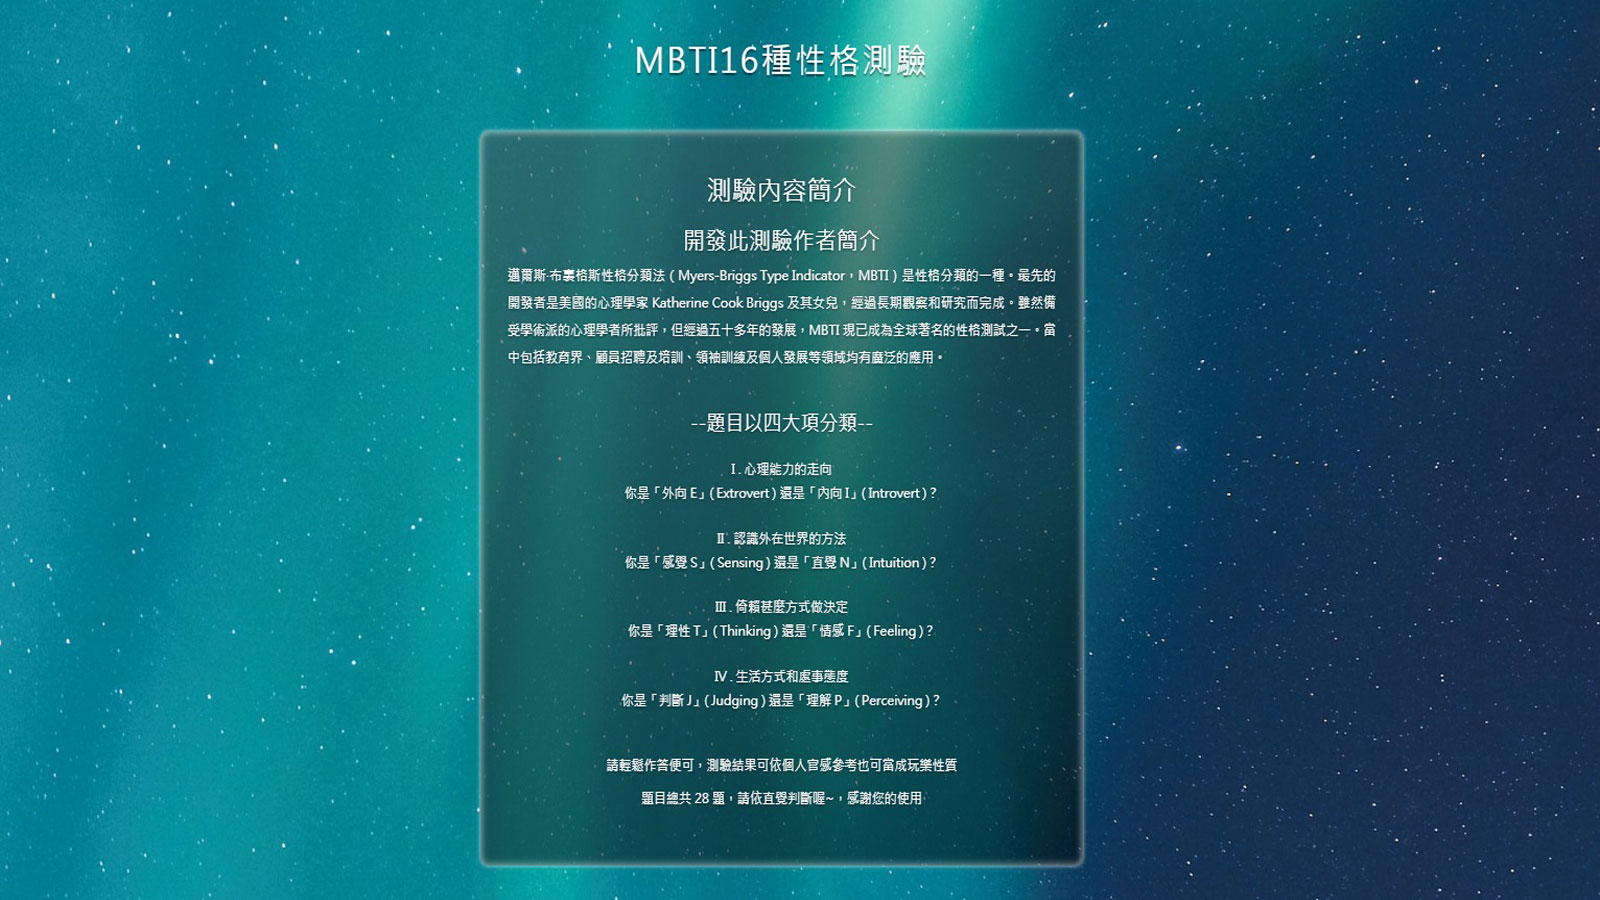 MBTI16種性格測驗
測驗內容簡介
開發此測驗作者簡介
邁爾斯·布裏格斯性格分類法 ( Myers-Briggs Type Indicator，MBTI ) 是性格分類的一種。最先的
開發者是美國的心理學家 Katherine Cook Briggs 及其女兒，經過長期觀察和研究而完成。雖然備
受學術派的心理學者所批評，但經過五十多年的發展，MBTI 現已成為全球著名的性格測試之一。當
中包括教育界、顧員招聘及培訓、領袖訓練及個人發展等領域均有廣泛的應用。
--題目以四大項分類--
Ⅰ . 心理能力的走向
你是「外向 E」( Extrovert ) 還是「內向 I」( Introvert )？
Ⅱ . 認識外在世界的方法
你是「感覺 S」( Sensing ) 還是「直覺 N」( Intuition )？
Ⅲ . 倚賴甚麼方式做決定
你是「理性 T」( Thinking ) 還是「情感 F」( Feeling )？
Ⅳ . 生活方式和處事態度
你是「判斷 J」( Judging ) 還是「理解 P」( Perceiving )？
請輕鬆作答便可，測驗結果可依個人官感參考也可當成玩樂性質
題目總共 28 題，請依直覺判斷喔~，感謝您的使用